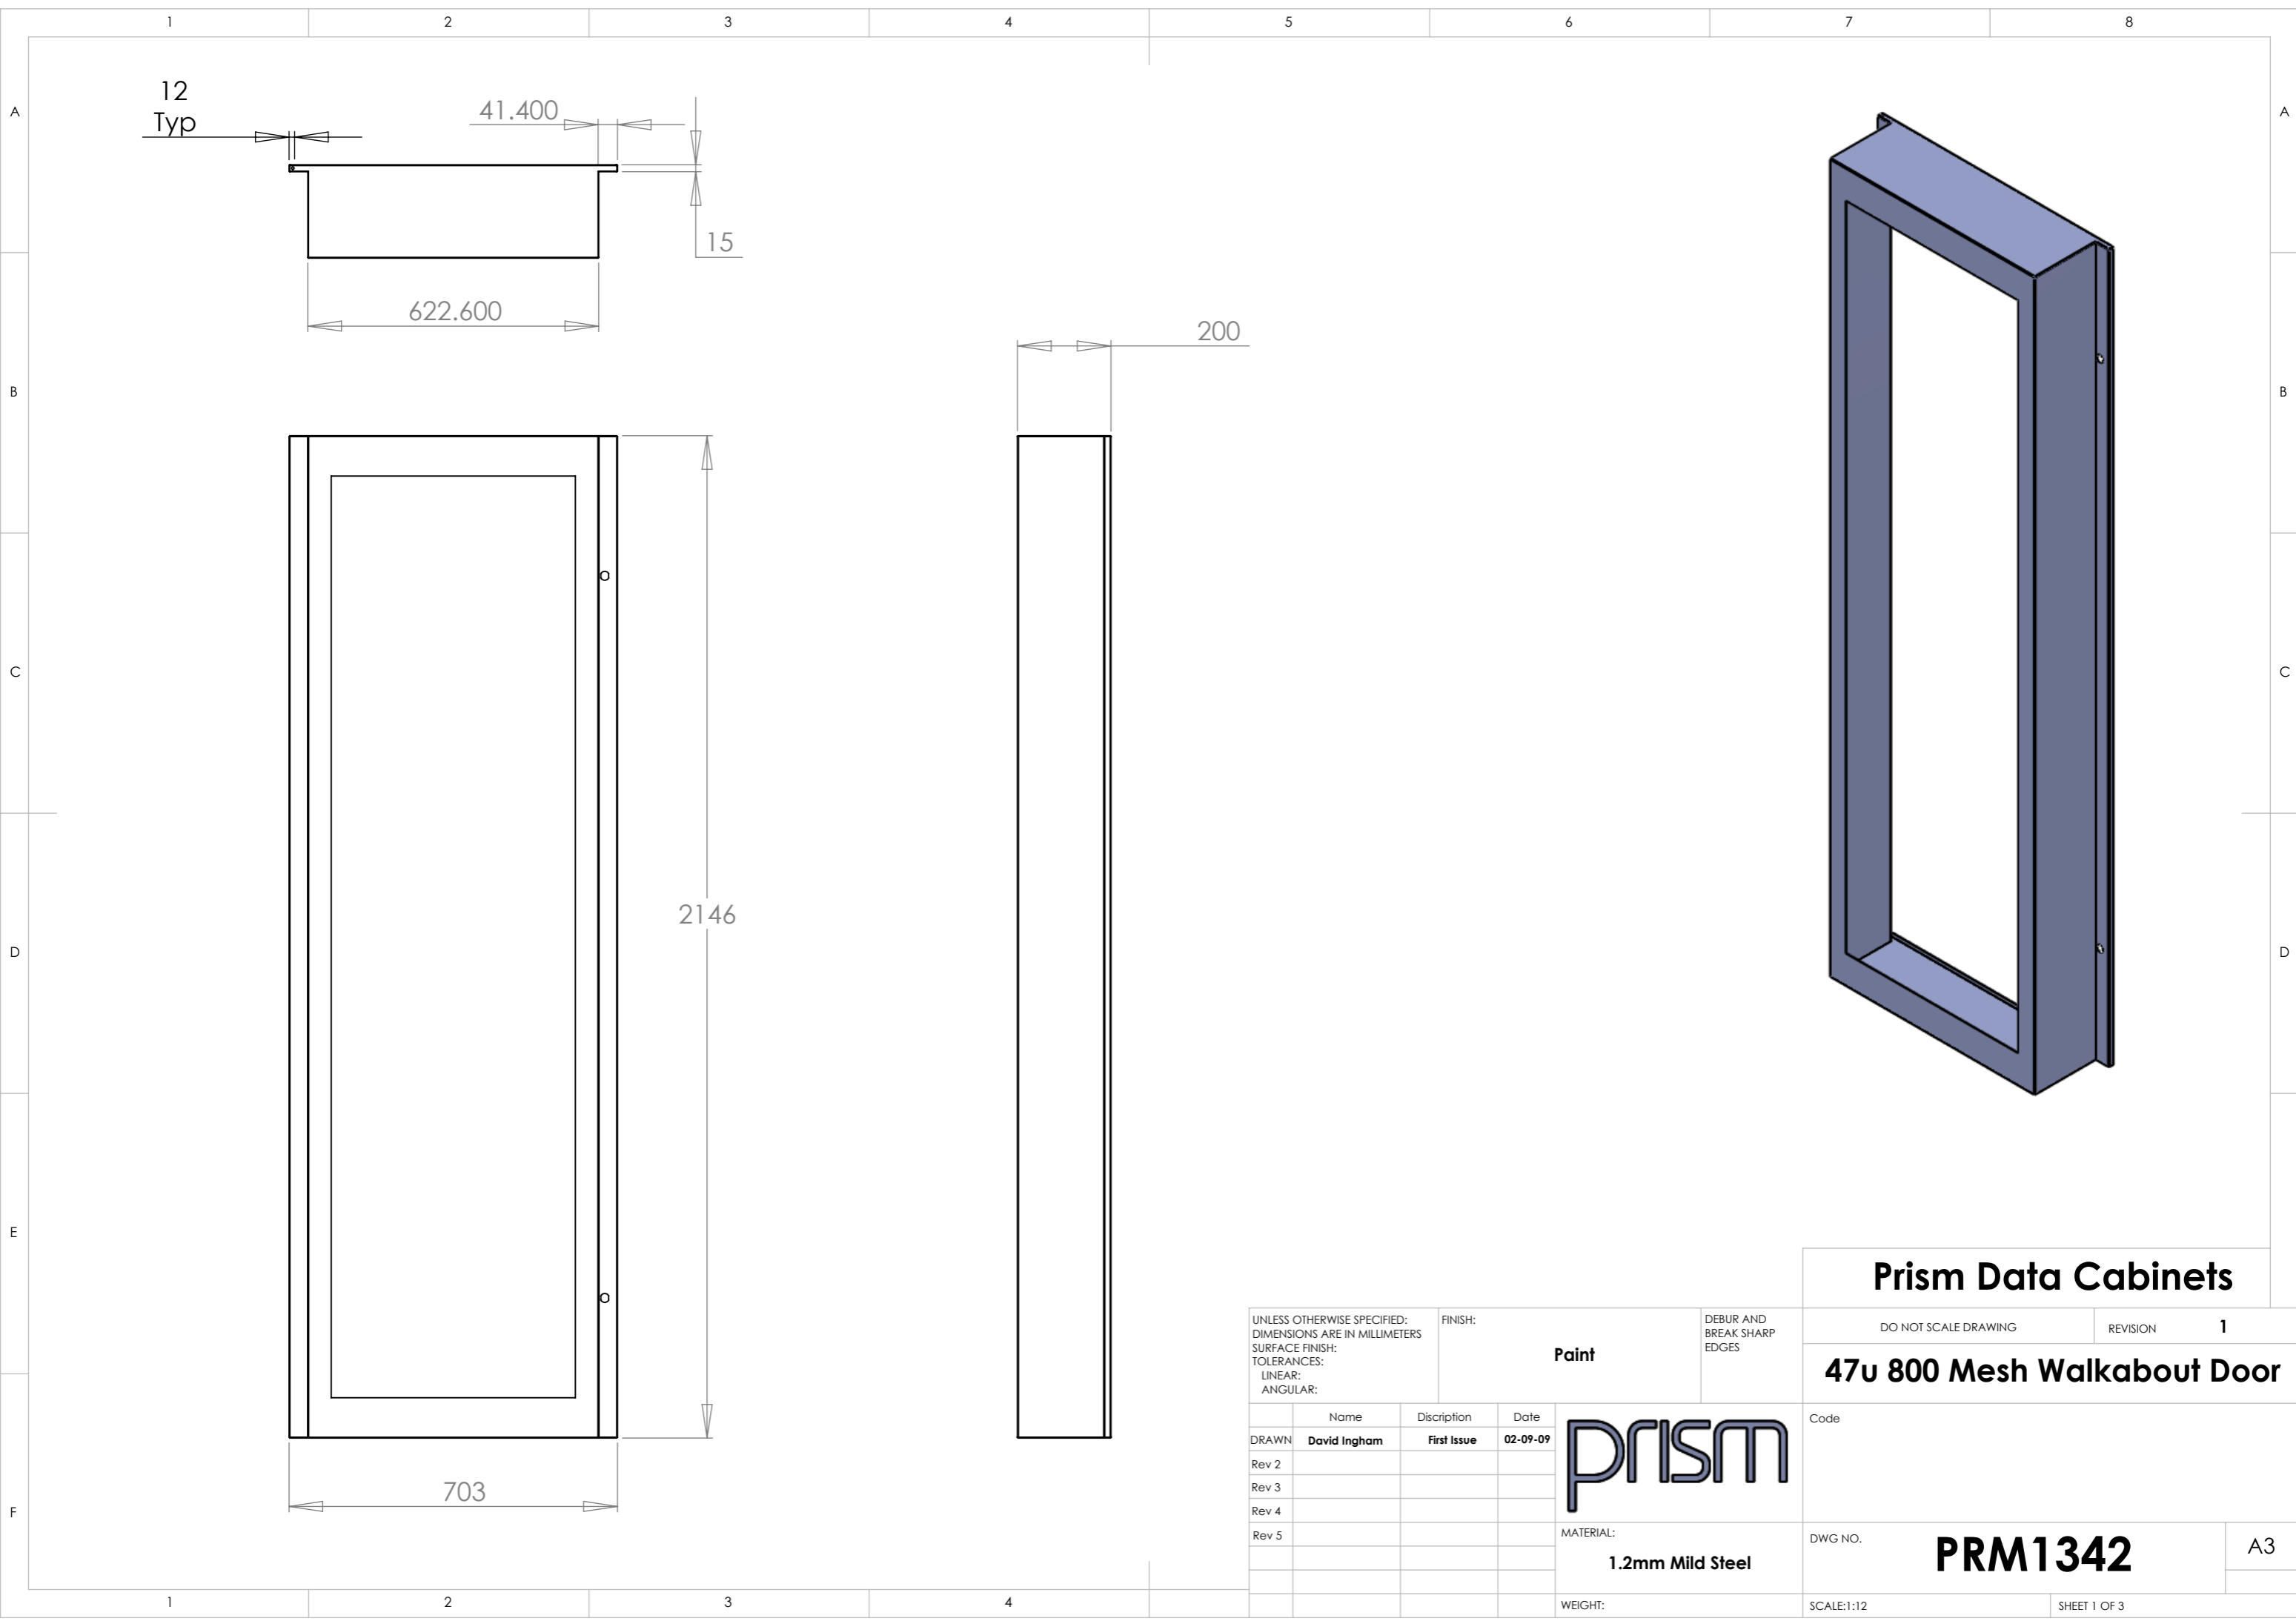 1 2 3 4 5 6 7 8
A A
12
Typ
41.400
15
622.600
200
B B
C C
2146
D D
E
703
F
Prism Data Cabinets
UNLESS OTHERWISE SPECIFIED:
DIMENSIONS ARE IN MILLIMETERS
SURFACE FINISH:
TOLERANCES:
LINEAR:
ANGULAR:
FINISH:
Paint
DEBUR AND
BREAK SHARP
EDGES
DO NOT SCALE DRAWING
REVISION 1
47u 800 Mesh Walkabout Door
Name Discription Date
DRAWN David Ingham First Issue 02-09-09
Rev 2
Rev 3
Rev 4
Rev 5
prism
Code
MATERIAL:
1.2mm Mild Steel
DWG NO.
PRM1342
A3
WEIGHT:
SCALE:1:12
SHEET 1 OF 3
1 2 3 4